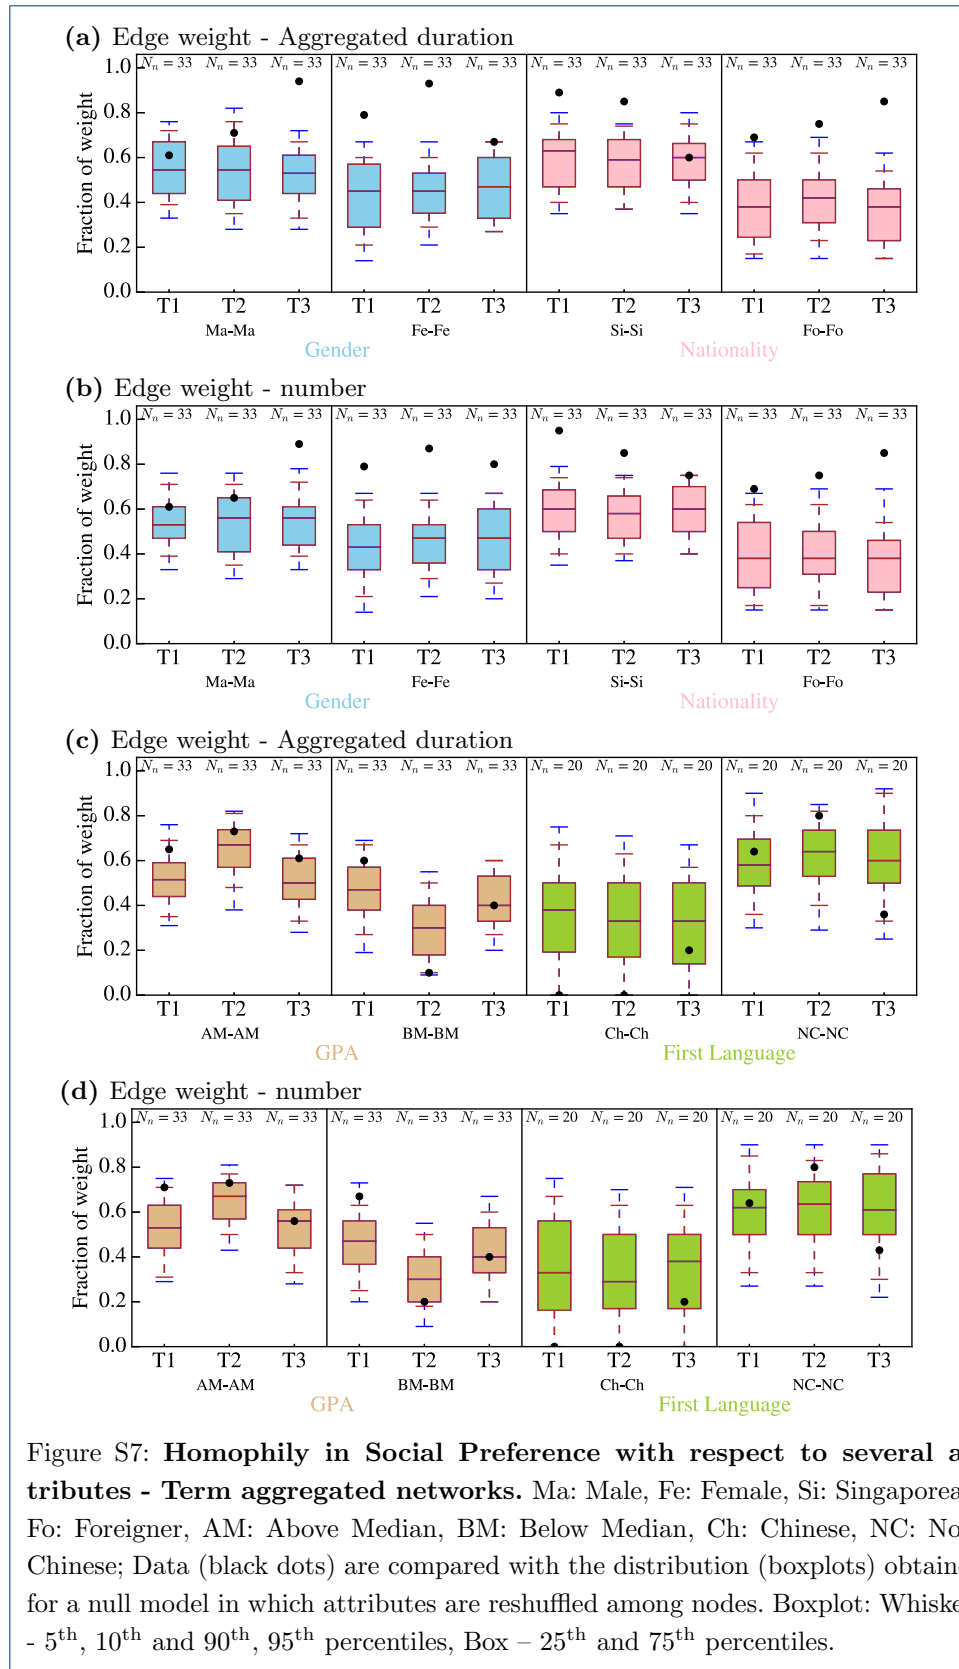 (a) Edge weight - Aggregated duration
Nn = 33 Nn = 33 Nn = 33 Nn = 33 Nn = 33 Nn = 33 Nn = 33 Nn = 33 Nn = 33 Nn = 33 Nn = 33 Nn = 33
Fraction of weight
1.0
0.8
0.6
0.4
0.2
0.0
T1 T2 T3 T1 T2 T3 T1 T2 T3 T1 T2 T3
Ma-Ma Fe-Fe Si-Si Fo-Fo
Gender Nationality
(b) Edge weight - number
Nn = 33 Nn = 33 Nn = 33 Nn = 33 Nn = 33 Nn = 33 Nn = 33 Nn = 33 Nn = 33 Nn = 33 Nn = 33 Nn = 33
Fraction of weight
1.0
0.8
0.6
0.4
0.2
0.0
T1 T2 T3 T1 T2 T3 T1 T2 T3 T1 T2 T3
Ma-Ma Fe-Fe Si-Si Fo-Fo
Gender Nationality
(c) Edge weight - Aggregated duration
Nn = 33 Nn = 33 Nn = 33 Nn = 33 Nn = 33 Nn = 33 Nn = 20 Nn = 20 Nn = 20 Nn = 20 Nn = 20 Nn = 20
Fraction of weight
1.0
0.8
0.6
0.4
0.2
0.0
T1 T2 T3 T1 T2 T3 T1 T2 T3 T1 T2 T3
AM-AM BM-BM Ch-Ch NC-NC
GPA First Language
(d) Edge weight - number
Nn = 33 Nn = 33 Nn = 33 Nn = 33 Nn = 33 Nn = 33 Nn = 20 Nn = 20 Nn = 20 Nn = 20 Nn = 20 Nn = 20
Fraction of weight
1.0
0.8
0.6
0.4
0.2
0.0
T1 T2 T3 T1 T2 T3 T1 T2 T3 T1 T2 T3
AM-AM BM-BM Ch-Ch NC-NC
GPA First Language
Figure S7: Homophily in Social Preference with respect to several a
tributes - Term aggregated networks. Ma: Male, Fe: Female, Si: Singaporea
Fo: Foreigner, AM: Above Median, BM: Below Median, Ch: Chinese, NC: No
Chinese; Data (black dots) are compared with the distribution (boxplots) obtain
for a null model in which attributes are reshuffled among nodes. Boxplot: Whiske
- 5th, 10th and 90th, 95th percentiles, Box – 25th and 75th percentiles.